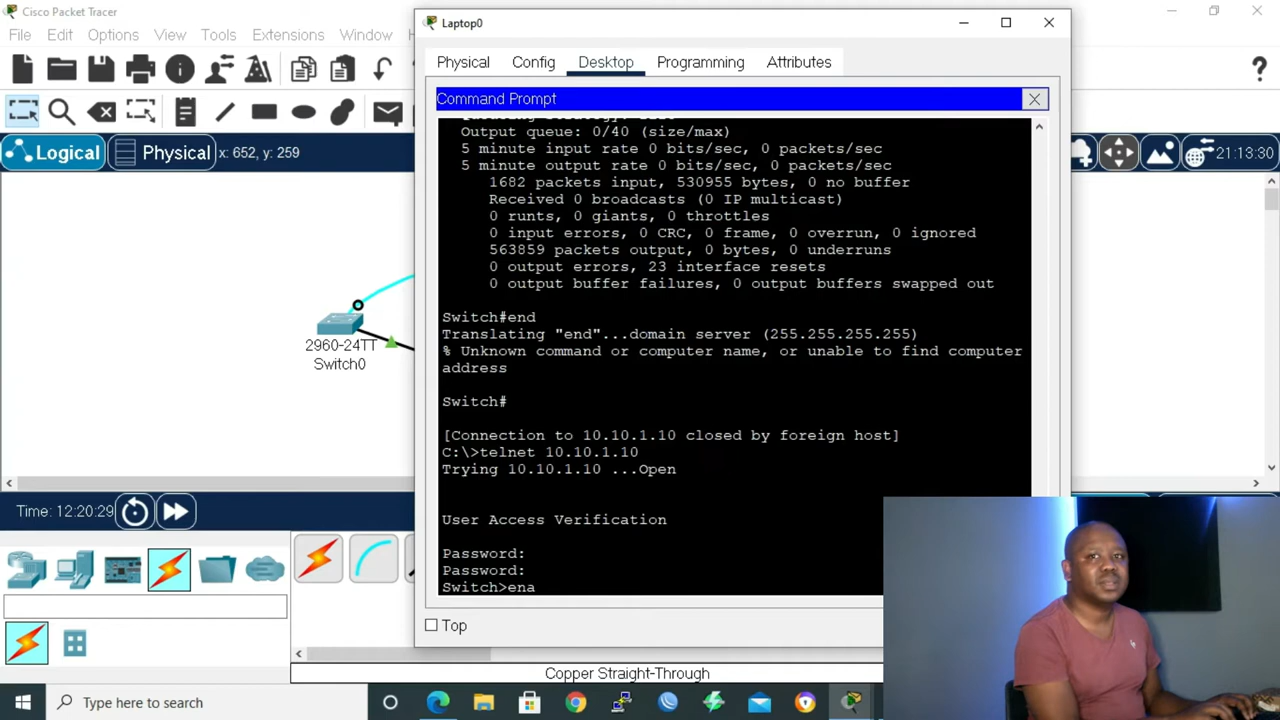 Cisco Packet Tracer
File Edit Options View Tools Extensions Window
Laptop0
Physical Config Desktop Programming Attributes
Command Prompt
Logical Physical x: 652, y: 259
21:13:30
Output queue: 0/40 (size/max)
5 minute input rate 0 bits/sec, 0 packets/sec
5 minute output rate 0 bits/sec, 0 packets/sec
1682 packets input, 530955 bytes, 0 no buffer
Received 0 broadcasts (0 IP multicast)
0 runts, 0 giants, 0 throttles
0 input errors, 0 CRC, 0 frame, 0 overrun, 0 ignored
563859 packets output, 0 bytes, 0 underruns
0 output errors, 23 interface resets
0 output buffer failures, 0 output buffers swapped out
Switch#end
Translating "end"...domain server (255.255.255.255)
% Unknown command or computer name, or unable to find computer
address
Switch#
[Connection to 10.10.1.10 closed by foreign host]
C:\>telnet 10.10.1.10
Trying 10.10.1.10 ...Open
User Access Verification
Password:
Password:
Switch>ena
2960-24TT
Switch0
Time: 12:20:29
Top
Copper Straight-Through
Type here to search